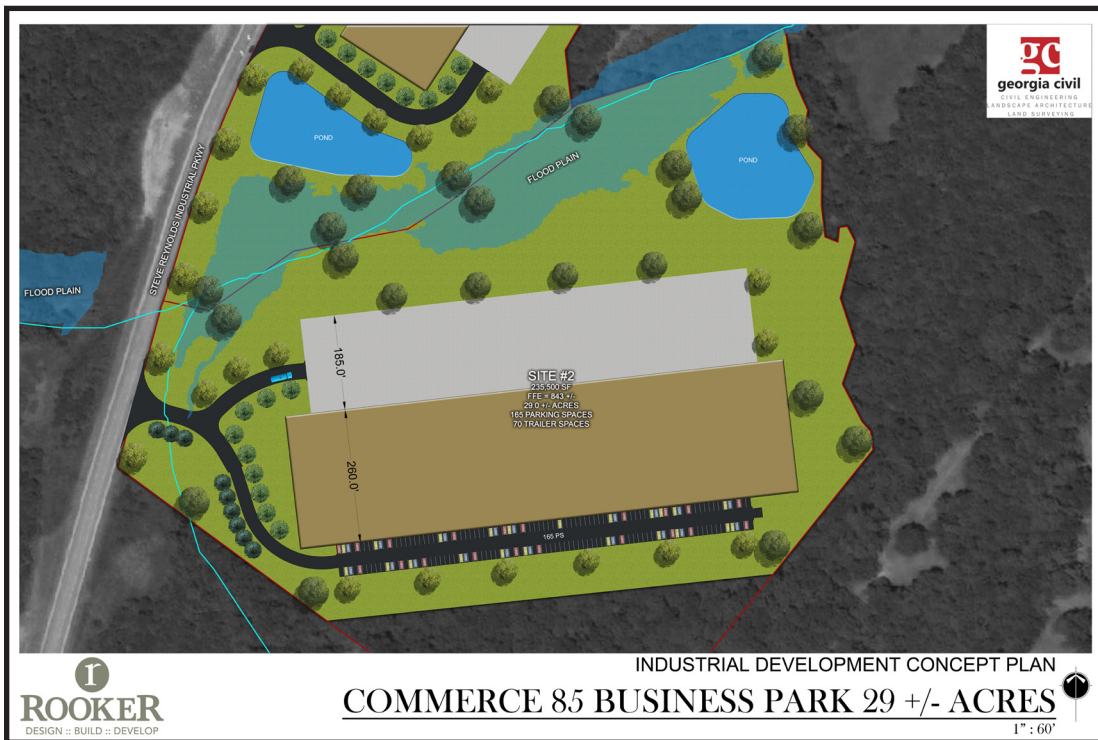 gc
georgia civil
CIVIL ENGINEERING
LANDSCAPE ARCHITECTURE
LAND SURVEYING
POND
POND
FLOOD PLAIN
STEVE REYNOLDS INDUSTRIAL PKWY
FLOOD PLAIN
185.0'
SITE #2
235,500 SF
FFE = 843 +/-
29.0 +/- ACRES
165 PARKING SPACES
70 TRAILER SPACES
260.0'
165 PS
r
ROOKER
DESIGN :: BUILD :: DEVELOP
INDUSTRIAL DEVELOPMENT CONCEPT PLAN
COMMERCE 85 BUSINESS PARK 29 +/- ACRES
1" : 60'